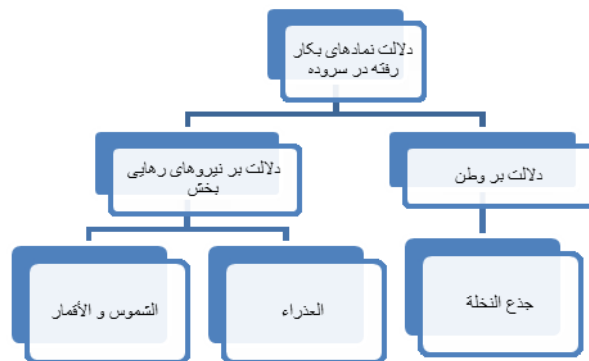 دلالت نمادهای بکار
رفته در سروده
دلالت بر وطن
دلالت بر نیروهای رهایی
بخش
جذع النخلة
العذراء
الشموس و الأقمار